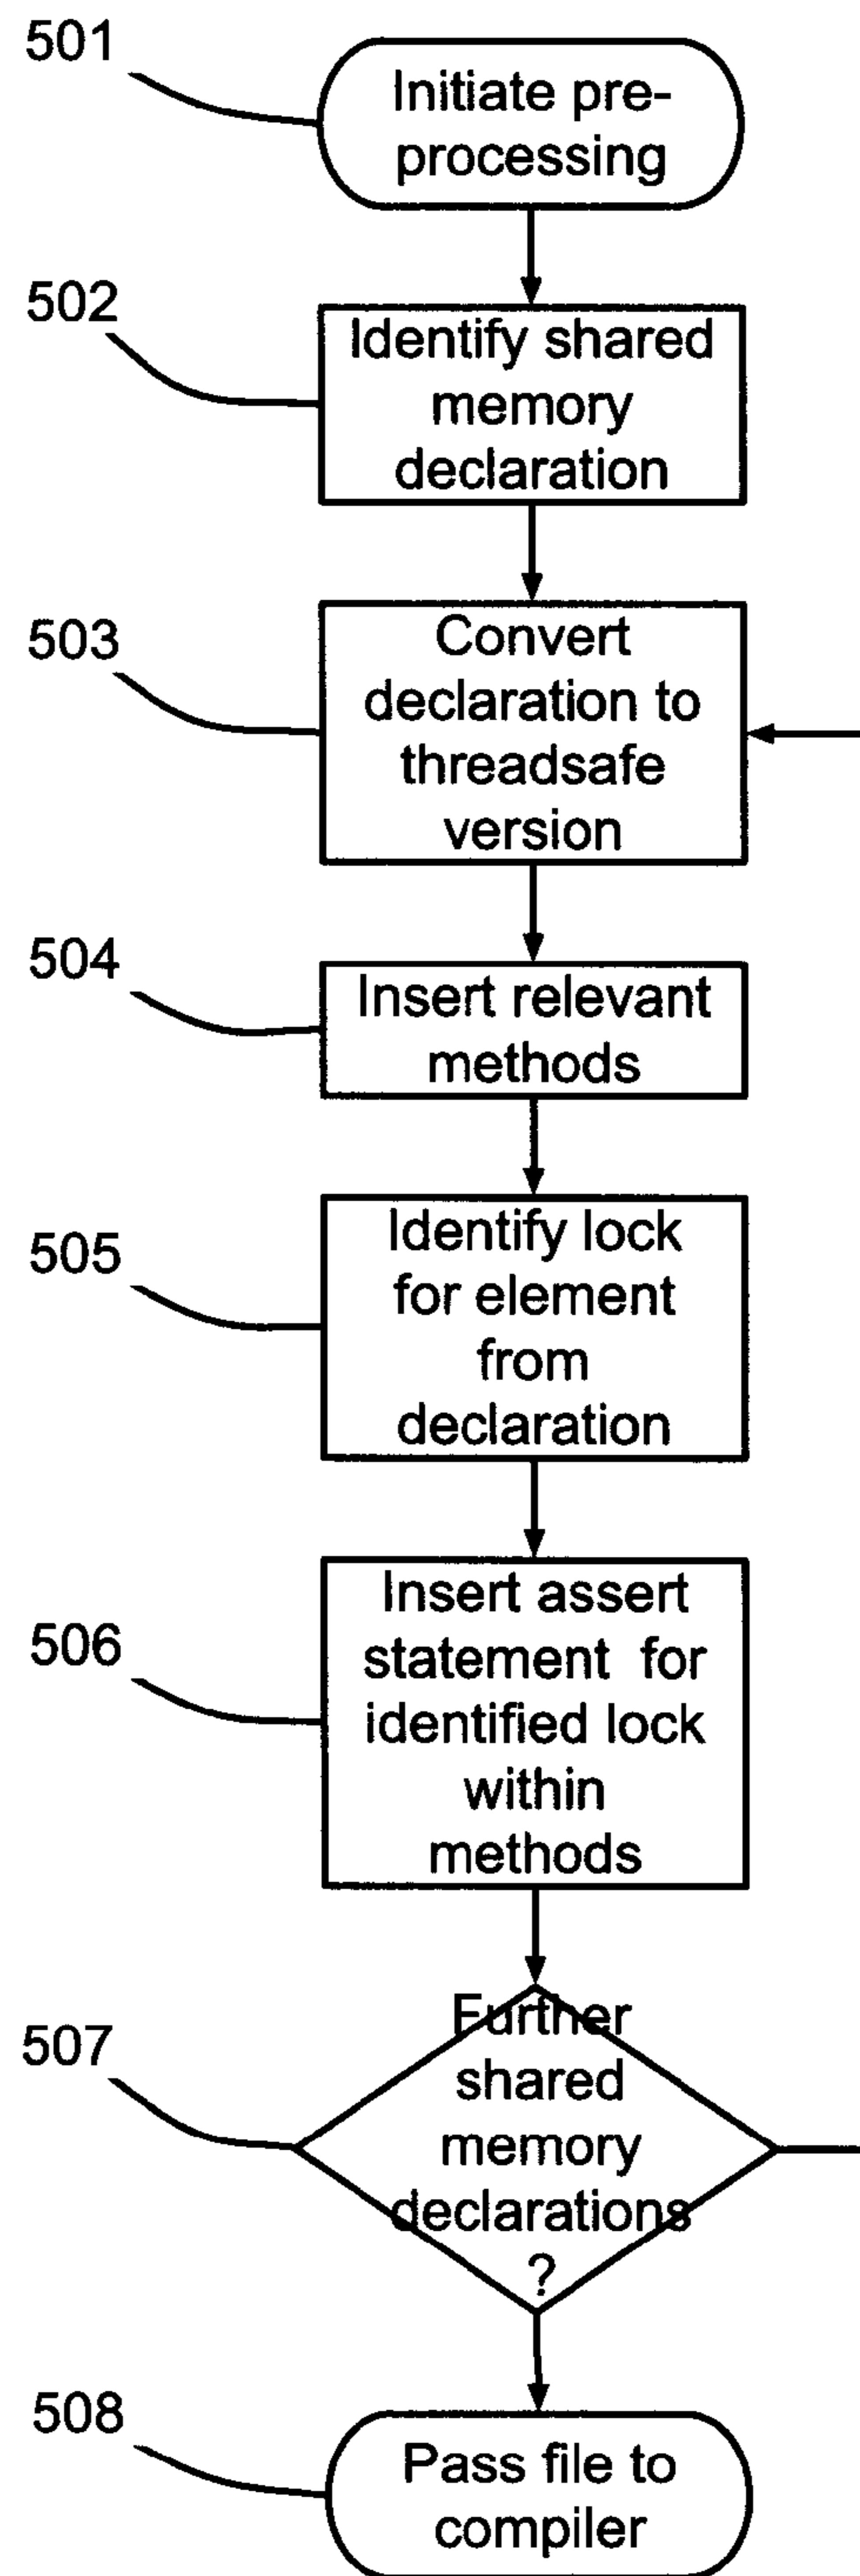 501
Initiate pre-
processing
502
Identify shared
memory
declaration
503
Convert
declaration to
threadsafe
version
504
Insert relevant
methods
505
Identify lock
for element
from
declaration
506
Insert assert
statement for
identified lock
within
methods
507
Further
shared
memory
declarations
?
508
Pass file to
compiler